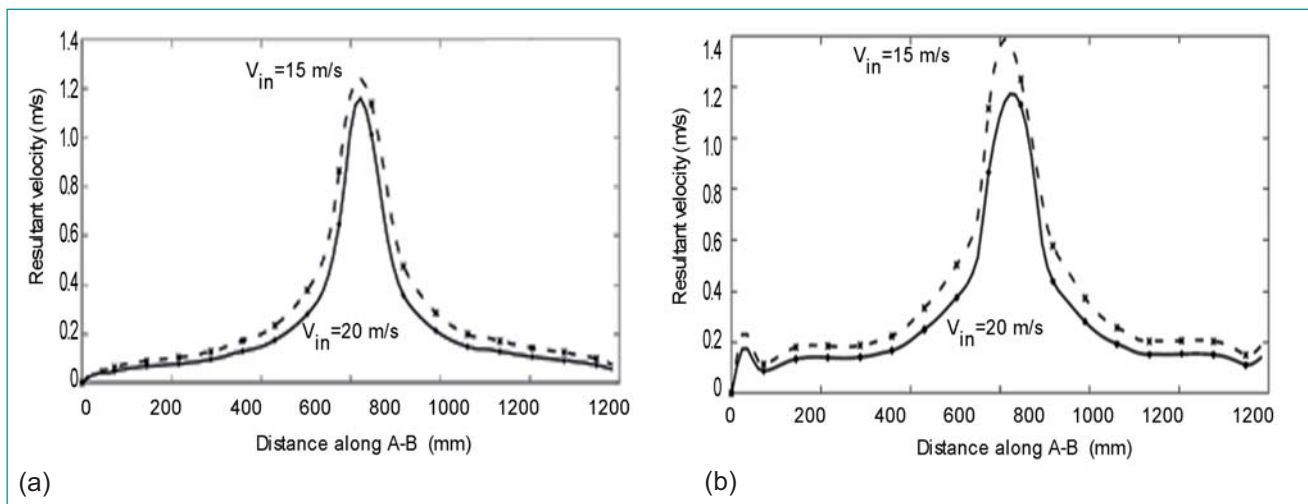 1.4
1.2
1.0
0.8
0.6
0.4
0.2
0
Resultant velocity (m/s)
V_in=15 m/s
V_in=20 m/s
0 200 400 600 800 1000 1200 1200
Distance along A-B (mm)
(a)
1.4
1.2
1.0
0.8
0.6
0.4
0.2
0.0
Resultant velocity (m/s)
V_in=15 m/s
V_in=20 m/s
0 200 400 600 800 1000 1200 1200
Distance along A-B (mm)
(b)